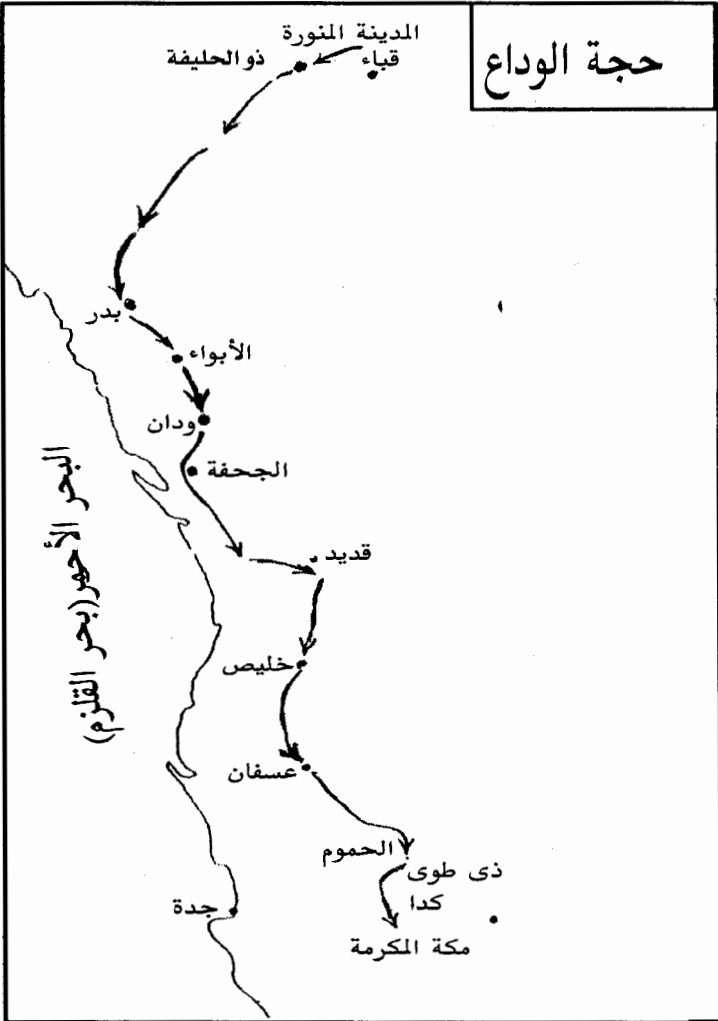 حجة الوداع
المدينة المنورة
قباء
ذو الحليفة
بدر
الأبواء
ودان
الجحفة
البحر الأحمر (بحر القلزم)
قديد
خليص
عسفان
الحموم
ذى طوى
كدا
جدة
مكة المكرمة